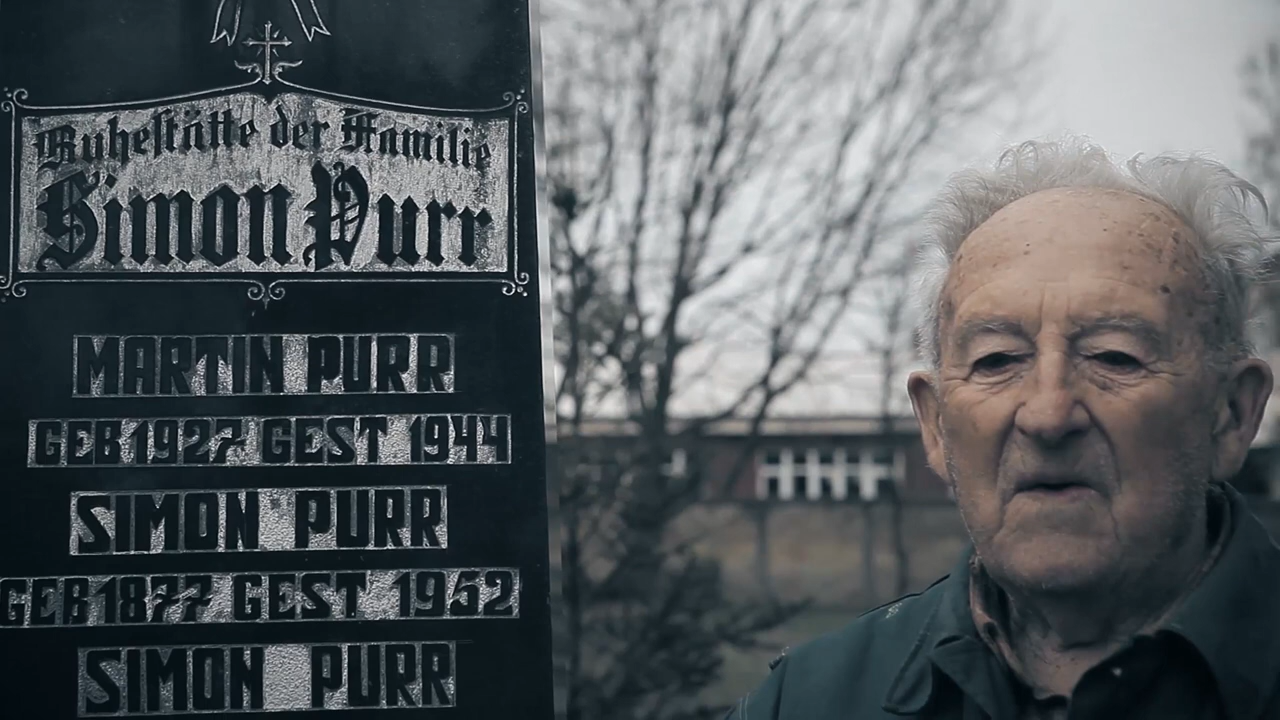 Ruhestätte der Familie
Simon Purr
MARTIN PURR
GEB 1927 GEST 1944
SIMON PURR
GEB 1877 GEST 1952
SIMON PURR